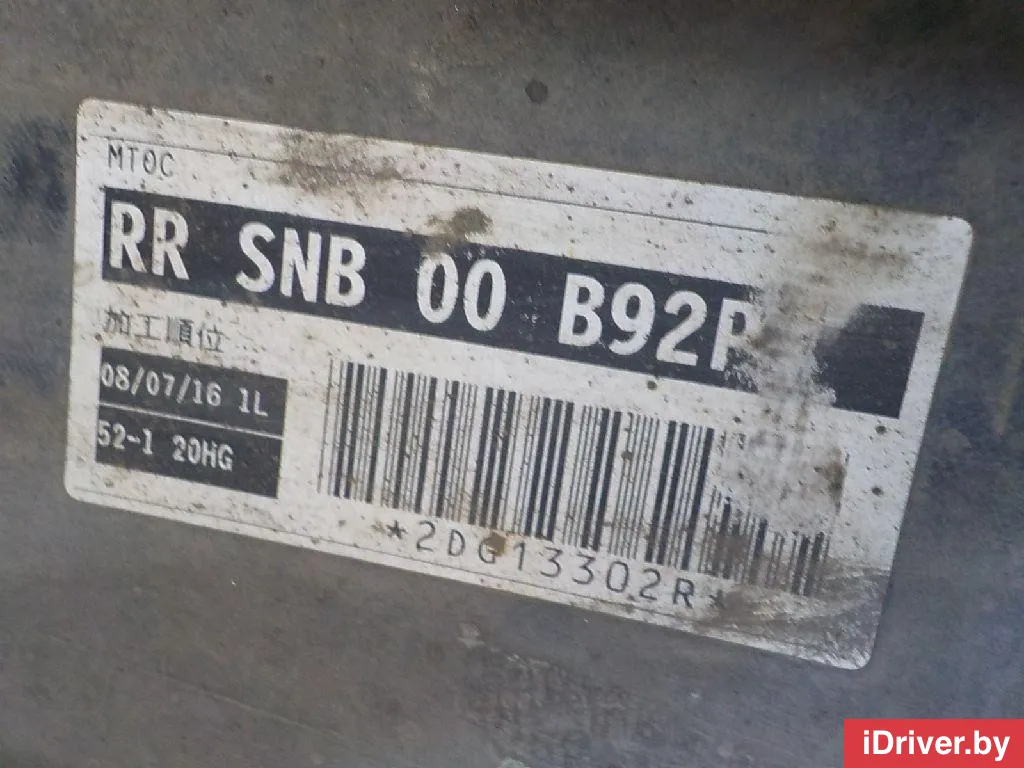 MTOC
RR SNB 00 B92P
加工順位
08/07/16 1L
52-1 20HG
*2DG13302R*
iDriver.by